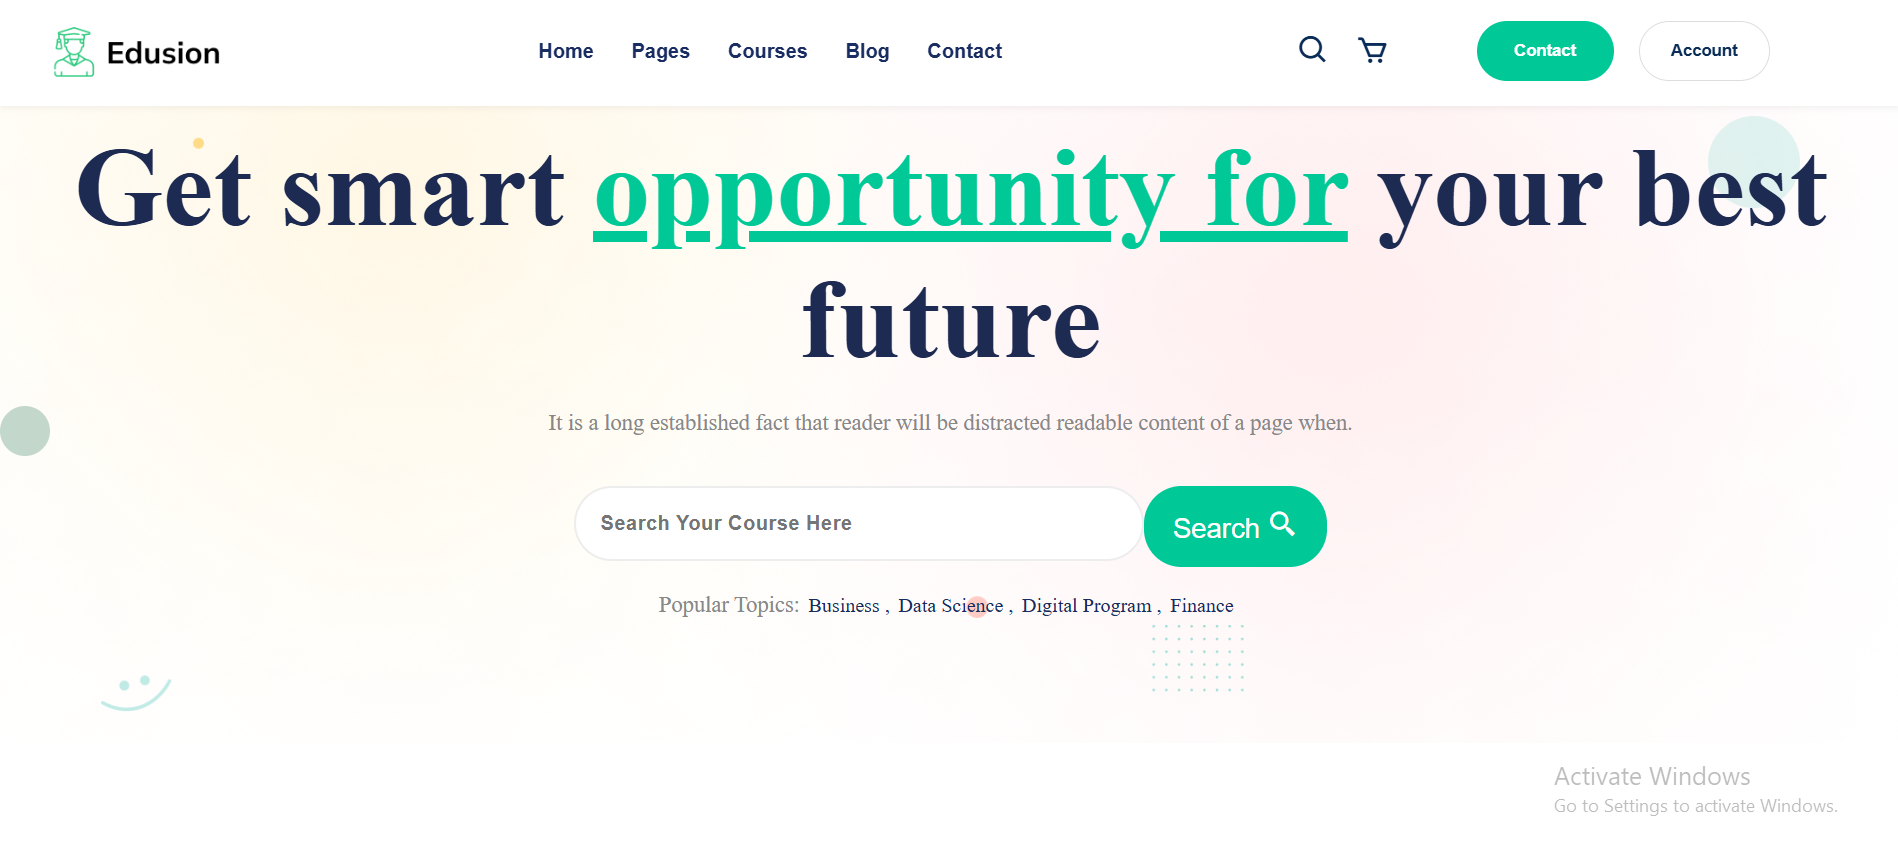 Edusion
Home Pages Courses Blog Contact
Contact Account
Get smart opportunity for your best
future
It is a long established fact that reader will be distracted readable content of a page when.
Search Your Course Here
Search
Popular Topics: Business , Data Science , Digital Program , Finance
Activate Windows
Go to Settings to activate Windows.